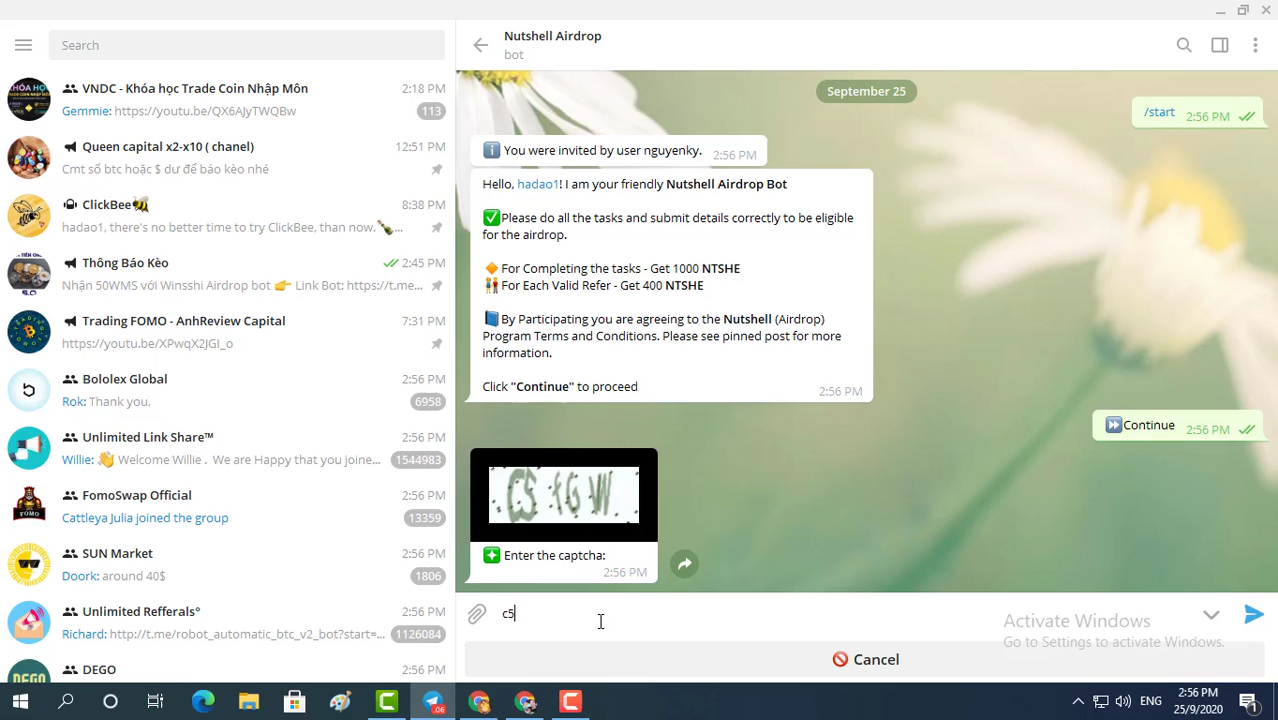 Search
VNDC - Khóa học Trade Coin Nhập Môn 2:18 PM
Gemmie: https://youtu.be/QX6AJyTWQBw 113
Queen capital x2-x10 ( chanel) 12:51 PM
Cmt số btc hoặc $ dư để báo kèo nhé
ClickBee 8:38 PM
hadao1, there's no better time to try ClickBee, than now. ...
Thông Báo Kèo 2:45 PM
Nhận 50WMS với Winsshi Airdrop bot 👉 Link Bot: https://t.me...
Trading FOMO - AnhReview Capital 7:31 PM
https://youtu.be/XPwqX2JGI_o
Bololex Global 2:56 PM
Rok: Thank you, 6958
Unlimited Link Share™ 2:56 PM
Willie: 👋 Welcome Willie . We are Happy that you joine... 1544983
FomoSwap Official 2:56 PM
Cattleya Julia joined the group 13359
SUN Market 2:56 PM
Doork: around 40$ 1806
Unlimited Refferals° 2:56 PM
Richard: http://t.me/robot_automatic_btc_v2_bot?start=... 1126084
DEGO 2:56 PM
Nutshell Airdrop
bot
September 25
/start 2:56 PM
You were invited by user nguyenky. 2:56 PM
Hello, hadao1! I am your friendly Nutshell Airdrop Bot
✅Please do all the tasks and submit details correctly to be eligible
for the airdrop.
🔶 For Completing the tasks - Get 1000 NTSHE
👫 For Each Valid Refer - Get 400 NTSHE
📘By Participating you are agreeing to the Nutshell (Airdrop)
Program Terms and Conditions. Please see pinned post for more
information.
Click "Continue" to proceed 2:56 PM
⏩Continue 2:56 PM
Enter the captcha:
2:56 PM
c5
Activate Windows
Go to Settings to activate Windows.
🚫 Cancel
.06
ENG
2:56 PM
25/9/2020
1